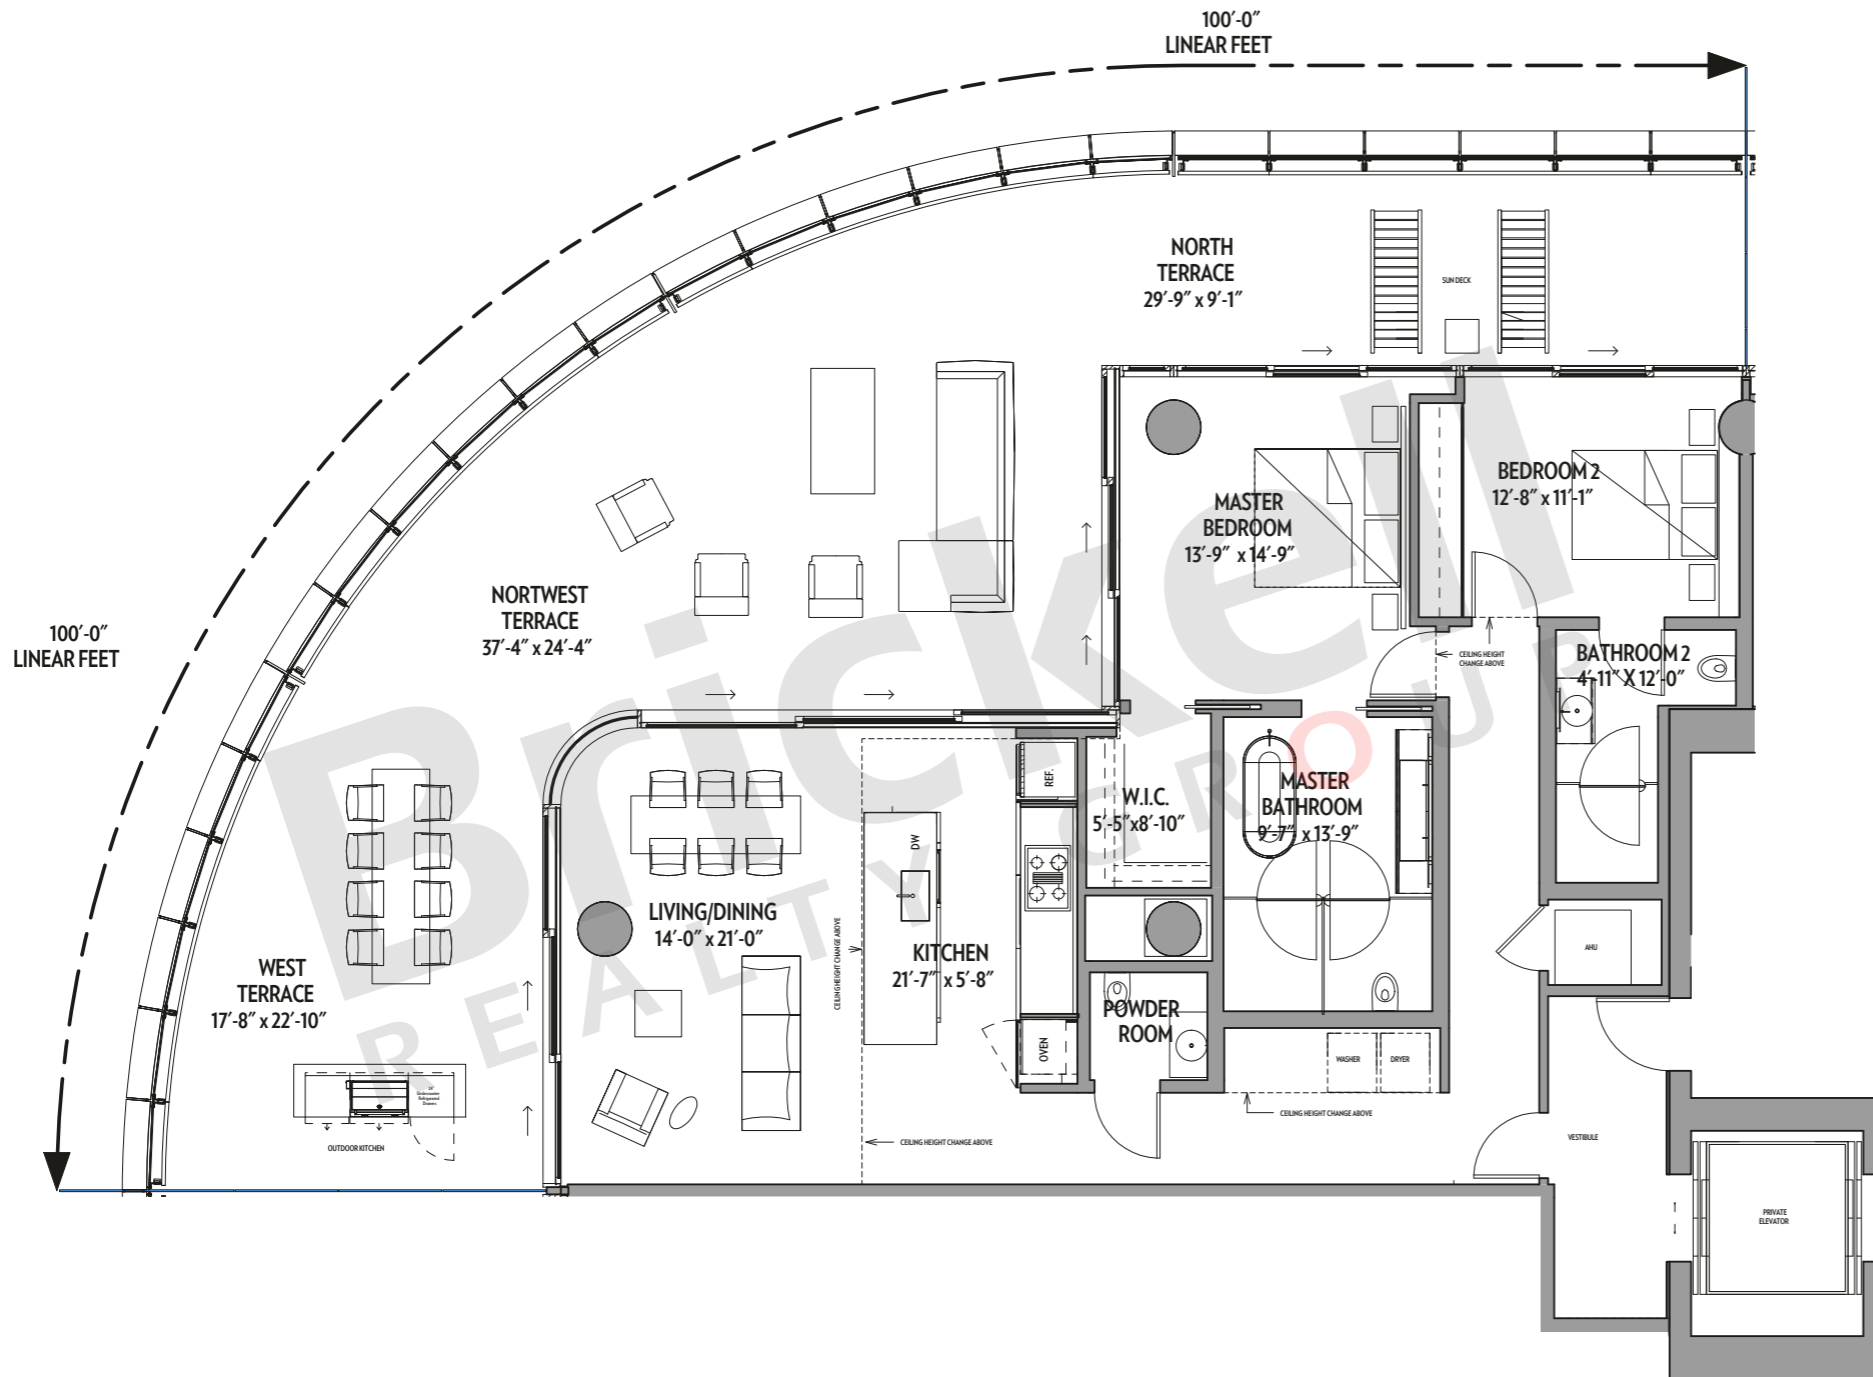 100'-0"
LINEAR FEET
NORTH
TERRACE
29'-9" x 9'-1"
SUN DECK
BEDROOM 2
12'-8" x 11'-1"
MASTER
BEDROOM
13'-9" x 14'-9"
NORTWEST
TERRACE
37'-4" x 24'-4"
100'-0"
LINEAR FEET
CEILING HEIGHT
CHANGE ABOVE
BATHROOM 2
4'-11" X 12'-0"
REF.
W.I.C.
5'-5"x8'-10"
MASTER
BATHROOM
9'-7" x 13'-9"
DW
LIVING/DINING
14'-0" x 21'-0"
CEILING HEIGHT CHANGE ABOVE
KITCHEN
21'-7" x 5'-8"
AHU
WEST
TERRACE
17'-8" x 22'-10"
POWDER
ROOM
OVEN
WASHER
DRYER
24"
Undercounter
Refrigerated
Drawers
OUTDOOR KITCHEN
CEILING HEIGHT CHANGE ABOVE
CEILING HEIGHT CHANGE ABOVE
VESTIBULE
PRIVATE
ELEVATOR
Brickell
REALTY GROUP